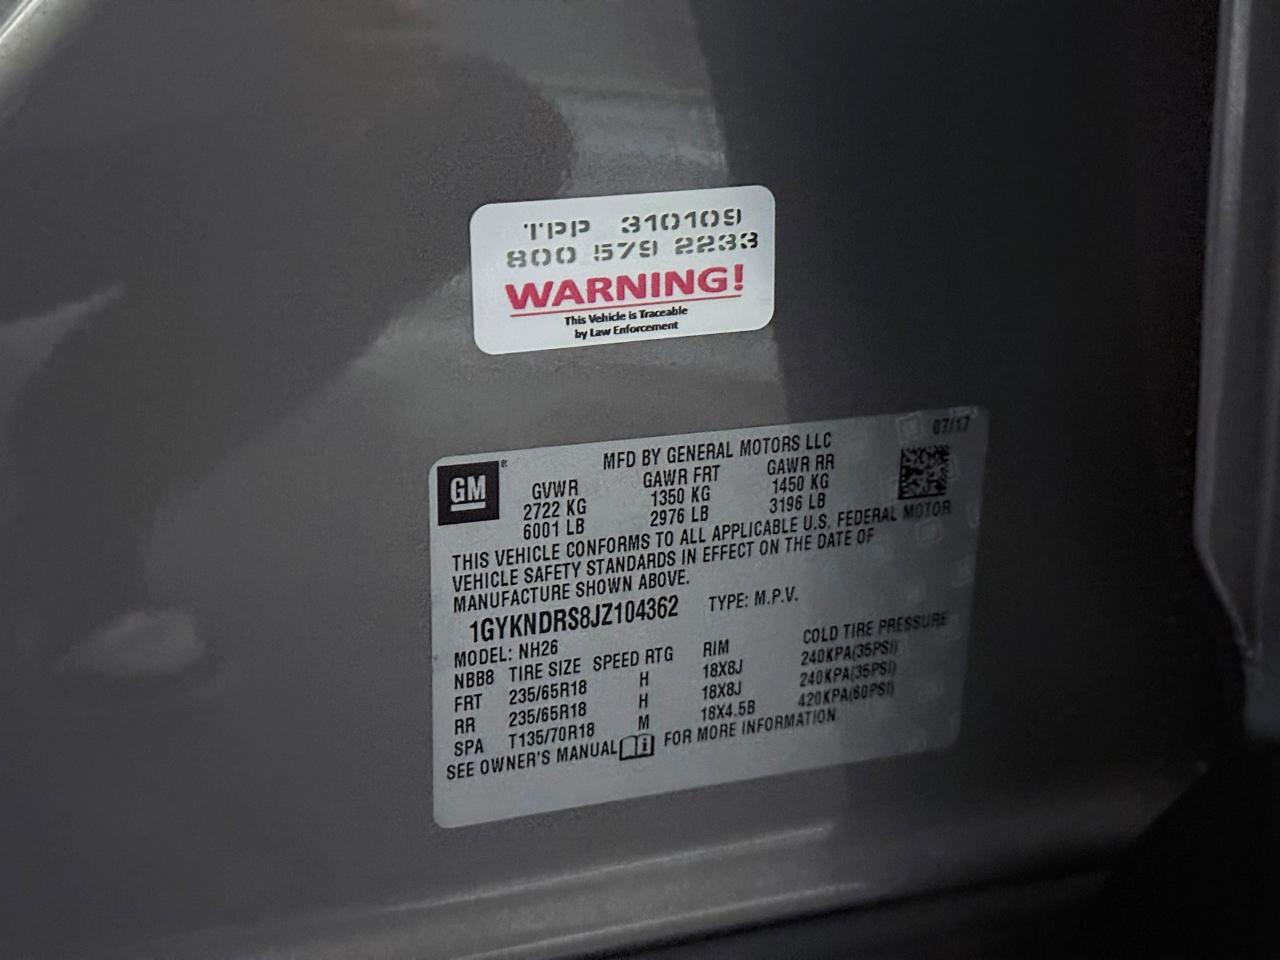 TPP 310109
800 579 2233
WARNING!
This Vehicle is Traceable
by Law Enforcement
07/17
GM®
MFD BY GENERAL MOTORS LLC
GVWR GAWR FRT GAWR RR
2722 KG 1350 KG 1450 KG
6001 LB 2976 LB 3196 LB
THIS VEHICLE CONFORMS TO ALL APPLICABLE U.S. FEDERAL MOTOR
VEHICLE SAFETY STANDARDS IN EFFECT ON THE DATE OF
MANUFACTURE SHOWN ABOVE.
1GYKNDRS8JZ104362 TYPE: M.P.V.
MODEL: NH26
NBB8 TIRE SIZE SPEED RTG RIM COLD TIRE PRESSURE
FRT 235/65R18 H 18X8J 240KPA(35PSI)
RR 235/65R18 H 18X8J 240KPA(35PSI)
SPA T135/70R18 M 18X4.5B 420KPA(60PSI)
SEE OWNER'S MANUAL FOR MORE INFORMATION.